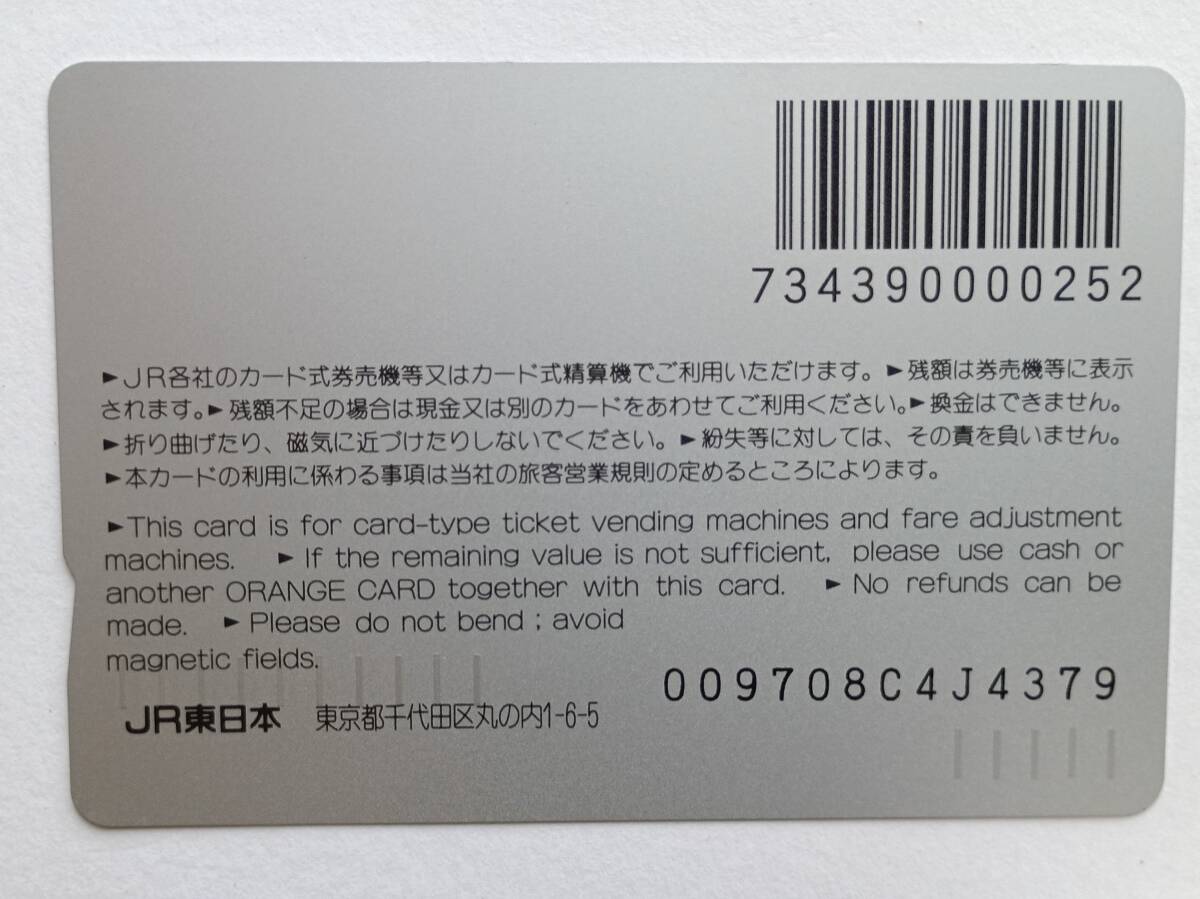 734390000252
►JR各社のカード式券売機等又はカード式精算機でご利用いただけます。►残額は券売機等に表示
されます。►残額不足の場合は現金又は別のカードをあわせてご利用ください。►換金はできません。
►折り曲げたり、磁気に近づけたりしないでください。►紛失等に対しては、その責を負いません。
►本カードの利用に係わる事項は当社の旅客営業規則の定めるところによります。
►This card is for card-type ticket vending machines and fare adjustment
machines. ►If the remaining value is not sufficient, please use cash or
another ORANGE CARD together with this card. ►No refunds can be
made. ►Please do not bend ; avoid
magnetic fields.
009708C4J4379
JR東日本 東京都千代田区丸の内1-6-5